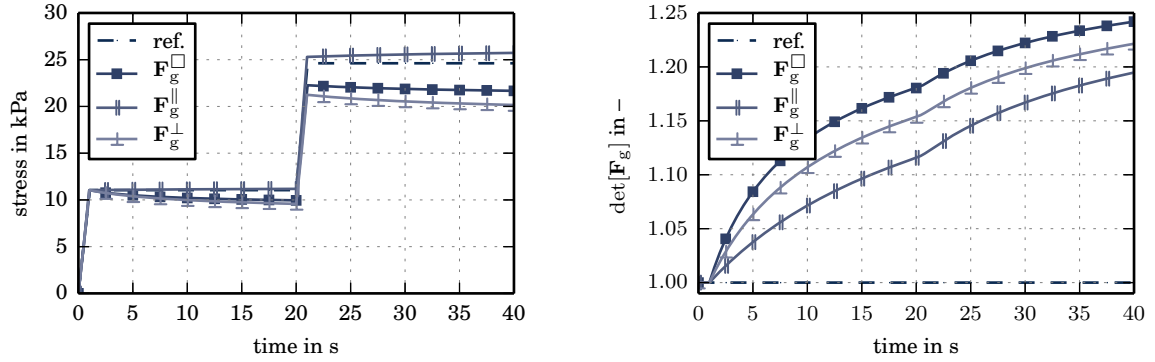 30
25
20
15
10
5
0
stress in kPa
ref.
F_g^□
F_g^∥
F_g^⊥
0 5 10 15 20 25 30 35 40
time in s
1.25
1.20
1.15
1.10
1.05
1.00
det[F_g] in −
ref.
F_g^□
F_g^∥
F_g^⊥
0 5 10 15 20 25 30 35 40
time in s